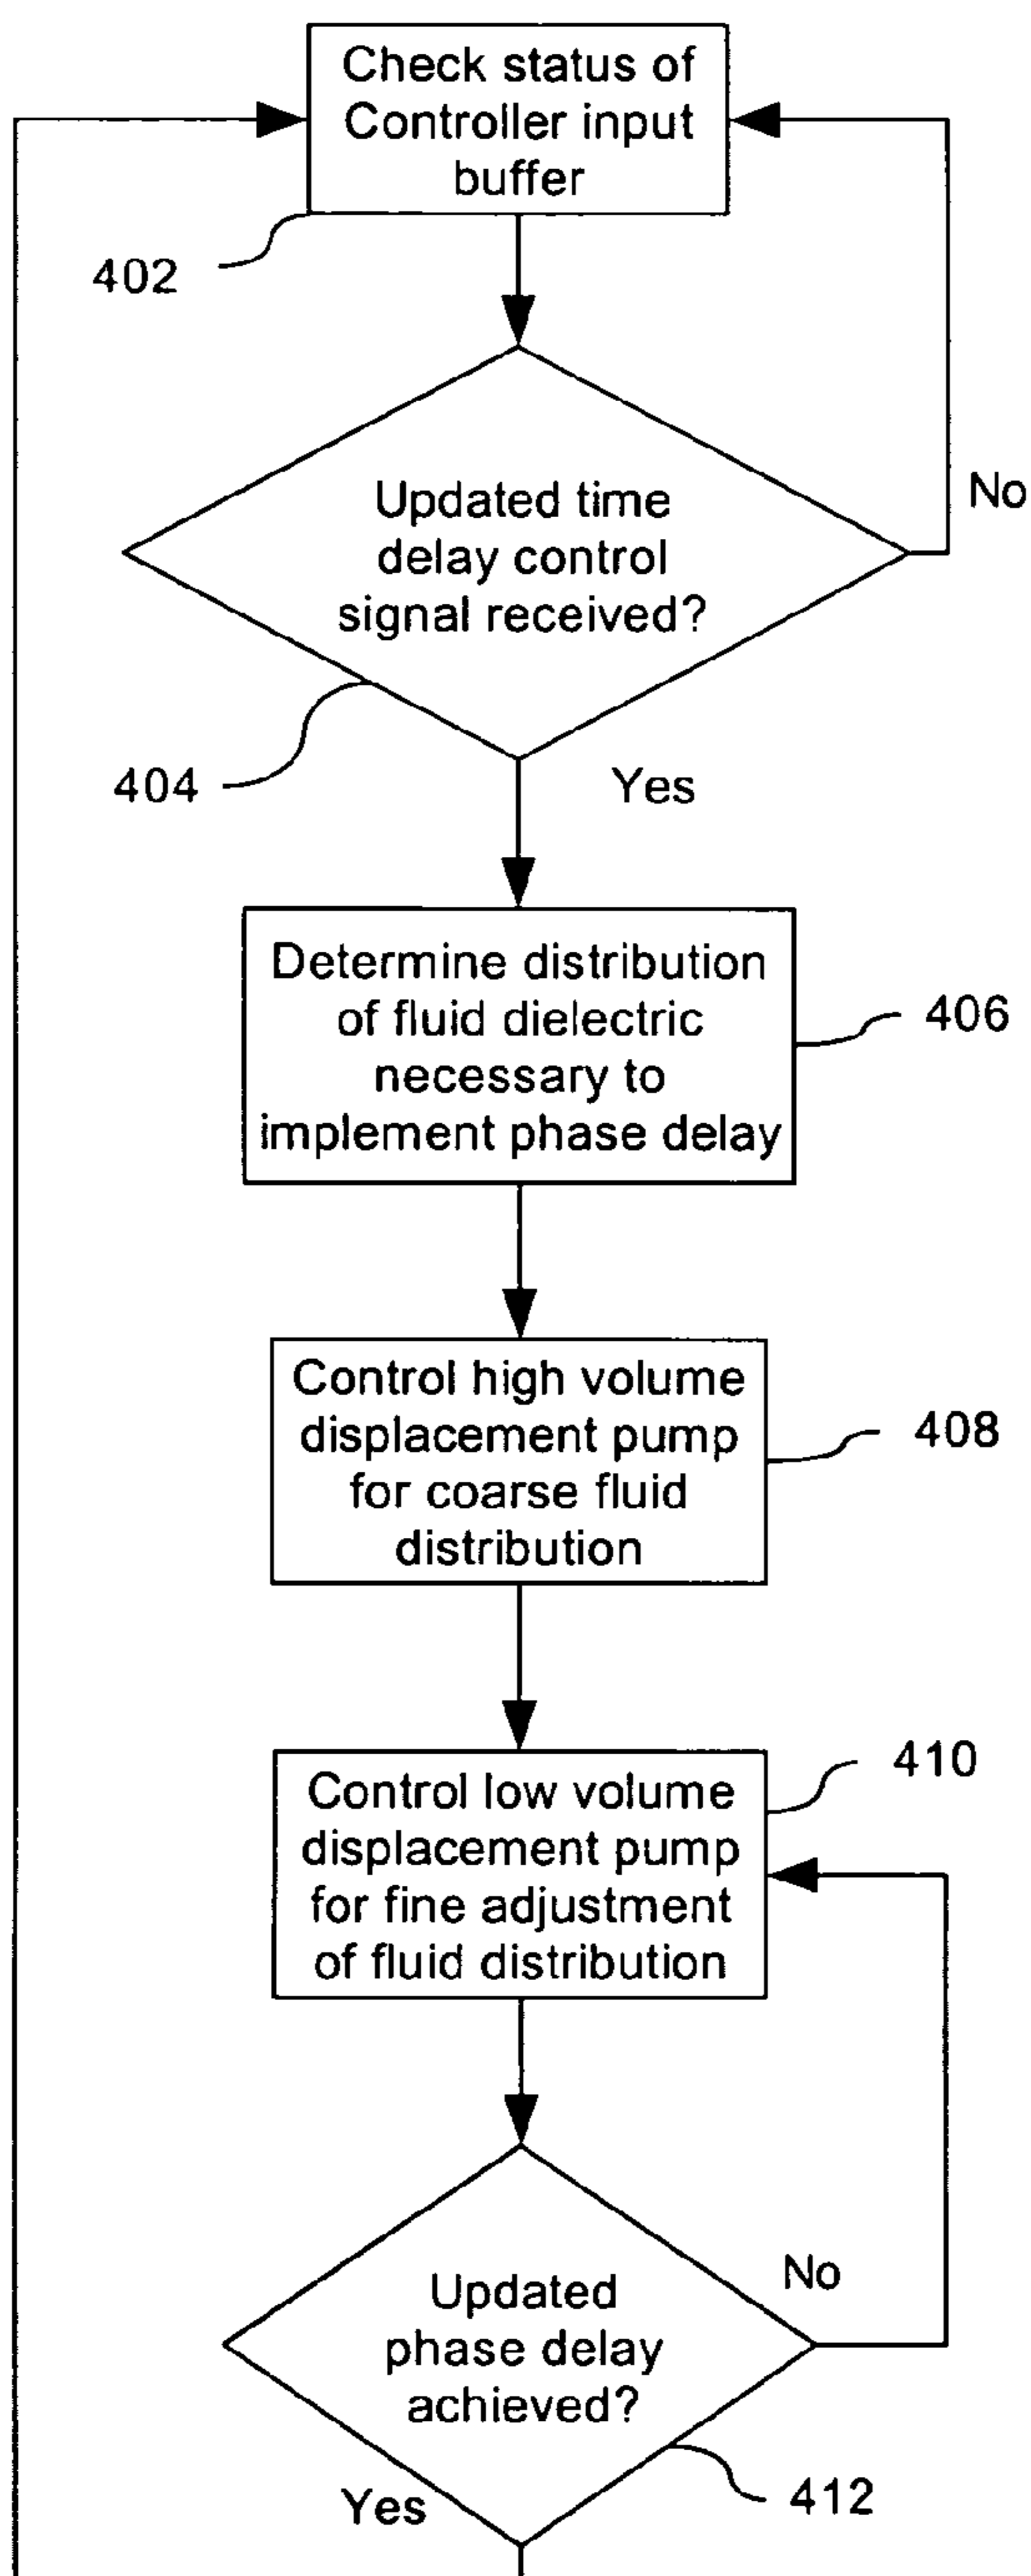 Check status of
Controller input
buffer
402
Updated time
delay control
signal received?
No
404
Yes
Determine distribution
of fluid dielectric
necessary to
implement phase delay
406
Control high volume
displacement pump
for coarse fluid
distribution
408
Control low volume
displacement pump
for fine adjustment
of fluid distribution
410
Updated
phase delay
achieved?
No
Yes
412